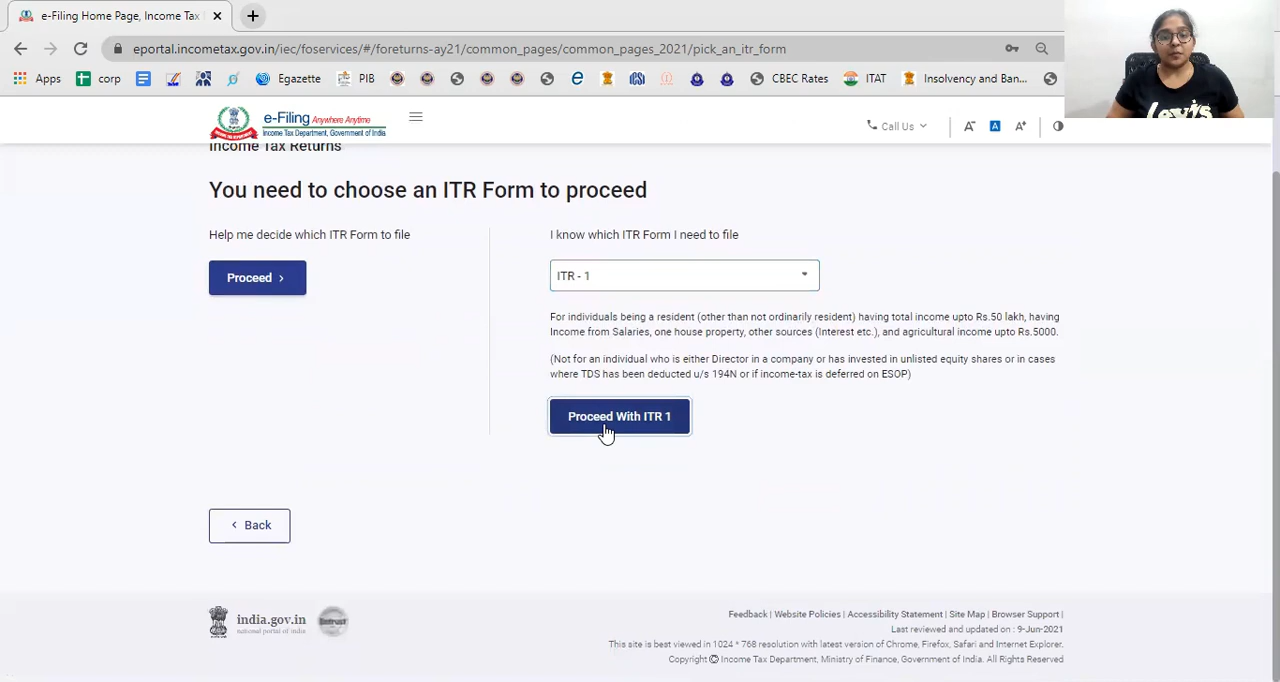 e-Filing Home Page, Income Tax
eportal.incometax.gov.in/iec/foservices/#/foreturns-ay21/common_pages/common_pages_2021/pick_an_itr_form
Apps corp Egazette PIB CBEC Rates ITAT Insolvency and Ban...
e-Filing Anywhere Anytime
Income Tax Department, Government of India
Call Us A- A A+
Income Tax Returns
You need to choose an ITR Form to proceed
Help me decide which ITR Form to file
Proceed >
I know which ITR Form I need to file
ITR - 1
For individuals being a resident (other than not ordinarily resident) having total income upto Rs.50 lakh, having
Income from Salaries, one house property, other sources (Interest etc.), and agricultural income upto Rs.5000.
(Not for an individual who is either Director in a company or has invested in unlisted equity shares or in cases
where TDS has been deducted u/s 194N or if income-tax is deferred on ESOP)
Proceed With ITR 1
< Back
india.gov.in
national portal of india
Entrust
Feedback | Website Policies | Accessibility Statement | Site Map | Browser Support |
Last reviewed and updated on : 9-Jun-2021
This site is best viewed in 1024 * 768 resolution with latest version of Chrome, Firefox, Safari and Internet Explorer.
Copyright © Income Tax Department, Ministry of Finance, Government of India. All Rights Reserved